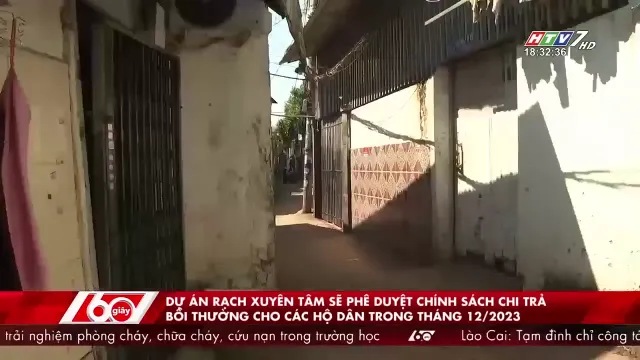 HTV7 HD
18:32:36
60 giây
DỰ ÁN RẠCH XUYÊN TÂM SẼ PHÊ DUYỆT CHÍNH SÁCH CHI TRẢ
BỒI THƯỜNG CHO CÁC HỘ DÂN TRONG THÁNG 12/2023
trải nghiệm phòng cháy, chữa cháy, cứu nạn trong trường học 60 Lào Cai: Tạm đình chỉ công tá